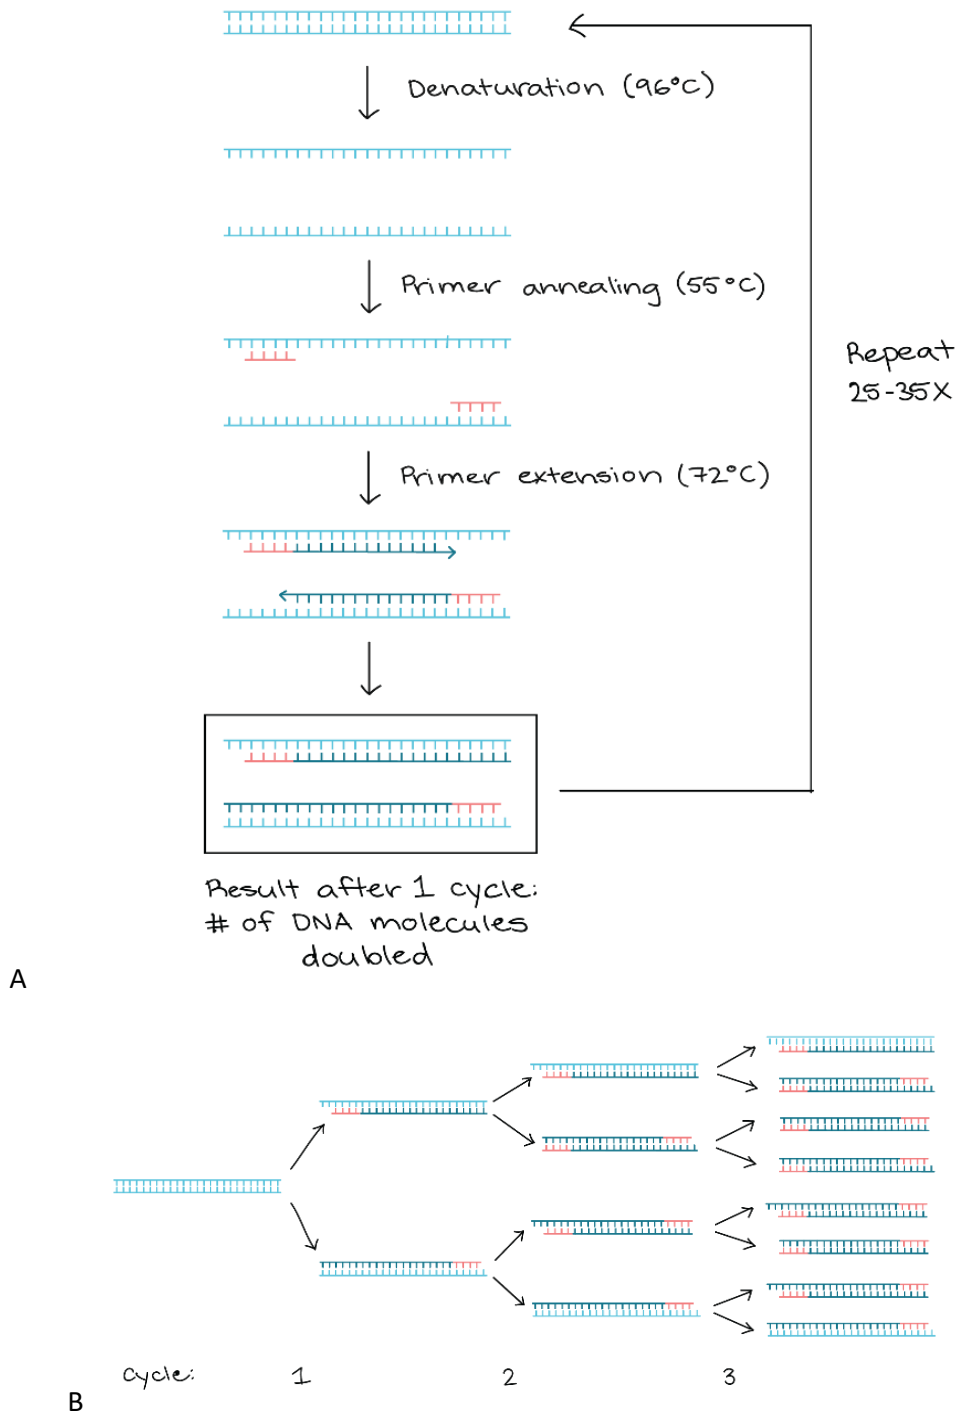 Denaturation (96°C)
Primer annealing (55°C)
Repeat
25-35X
Primer extension (72°C)
Result after 1 cycle:
# of DNA molecules
doubled
A
cycle: 1 2 3
B